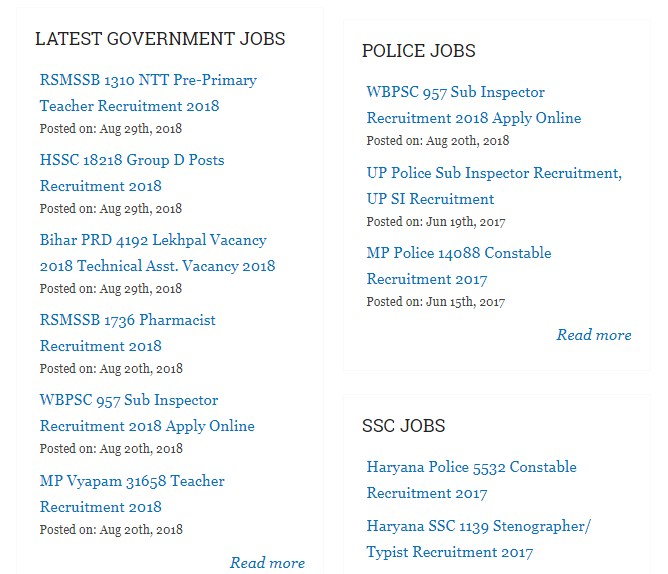 LATEST GOVERNMENT JOBS
RSMSSB 1310 NTT Pre-Primary
Teacher Recruitment 2018
Posted on: Aug 29th, 2018
HSSC 18218 Group D Posts
Recruitment 2018
Posted on: Aug 29th, 2018
Bihar PRD 4192 Lekhpal Vacancy
2018 Technical Asst. Vacancy 2018
Posted on: Aug 29th, 2018
RSMSSB 1736 Pharmacist
Recruitment 2018
Posted on: Aug 20th, 2018
WBPSC 957 Sub Inspector
Recruitment 2018 Apply Online
Posted on: Aug 20th, 2018
MP Vyapam 31658 Teacher
Recruitment 2018
Posted on: Aug 20th, 2018
Read more
POLICE JOBS
WBPSC 957 Sub Inspector
Recruitment 2018 Apply Online
Posted on: Aug 20th, 2018
UP Police Sub Inspector Recruitment,
UP SI Recruitment
Posted on: Jun 19th, 2017
MP Police 14088 Constable
Recruitment 2017
Posted on: Jun 15th, 2017
Read more
SSC JOBS
Haryana Police 5532 Constable
Recruitment 2017
Haryana SSC 1139 Stenographer/
Typist Recruitment 2017